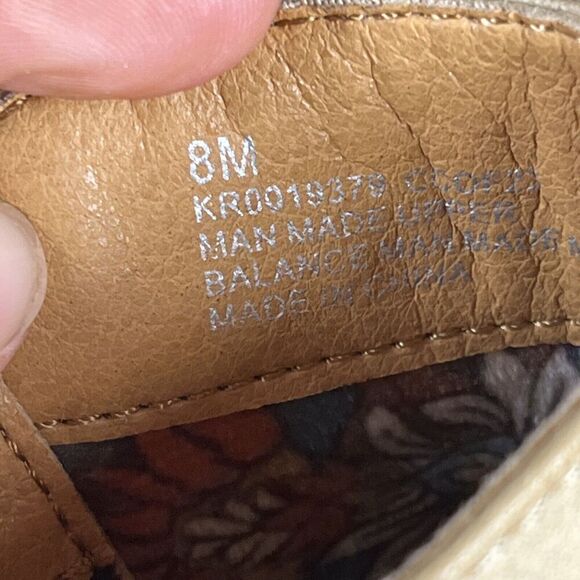 8M
KR0019379
MAN MADE UPPER
BALANCE MAN MADE
MADE IN CHINA